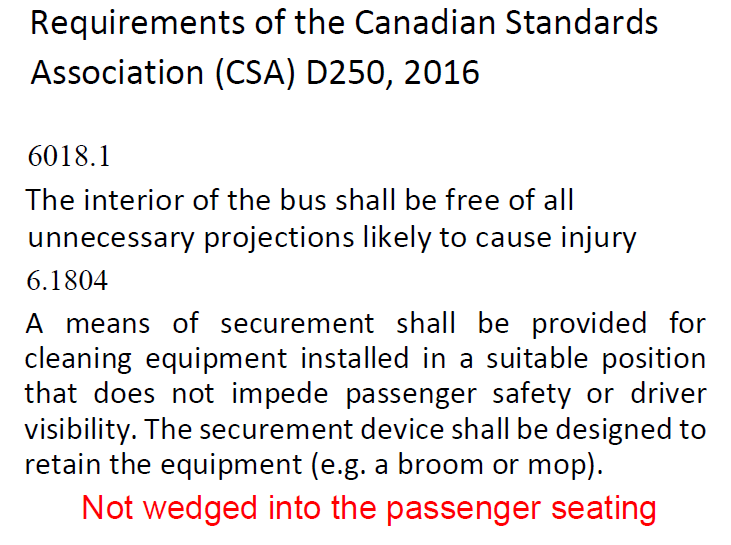 Requirements of the Canadian Standards
Association (CSA) D250, 2016
6018.1
The interior of the bus shall be free of all
unnecessary projections likely to cause injury
6.1804
A means of securement shall be provided for
cleaning equipment installed in a suitable position
that does not impede passenger safety or driver
visibility. The securement device shall be designed to
retain the equipment (e.g. a broom or mop).
Not wedged into the passenger seating